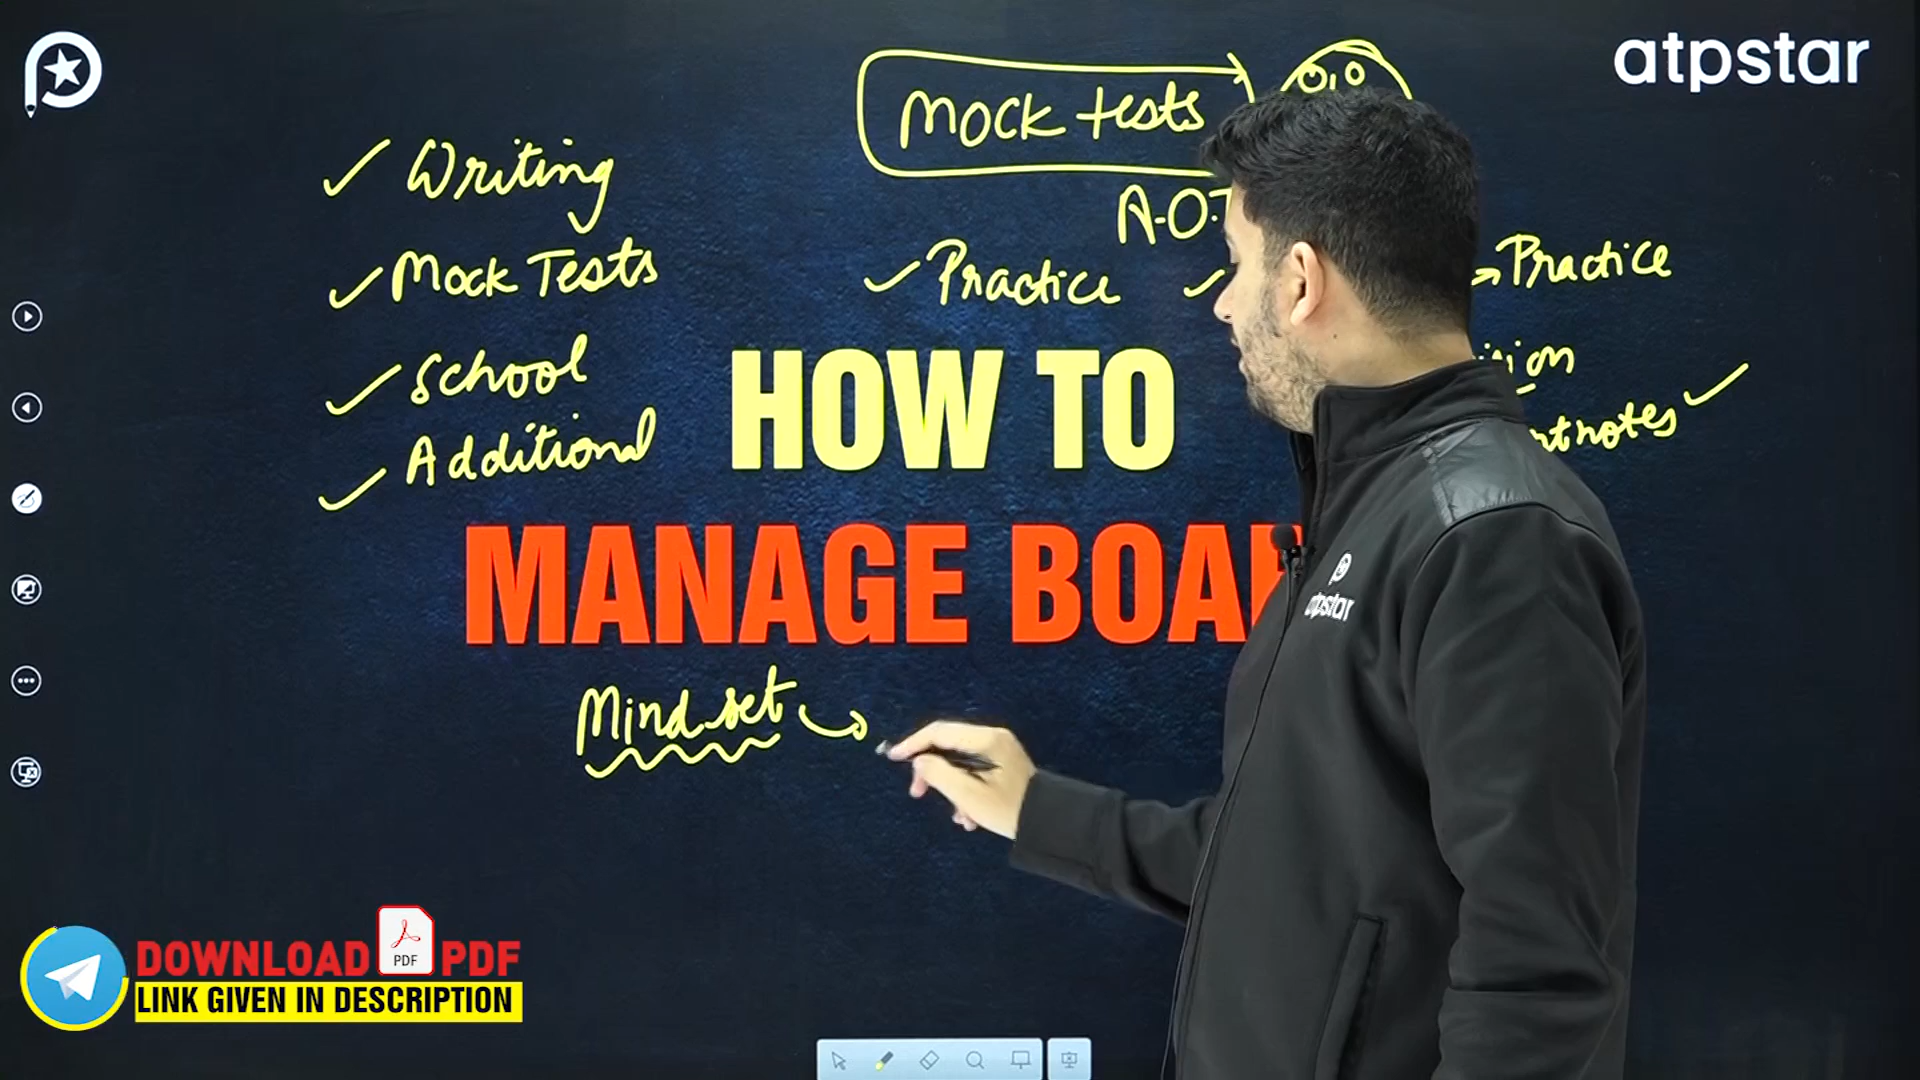 atpstar
Mock tests
✓ Writing
A.O.
✓ Mock Tests
✓ Practice ✓
→ Practice
✓ School
HOW TO
✓ Additional
MANAGE
atpstar
Mindset
DOWNLOAD PDF PDF
LINK GIVEN IN DESCRIPTION